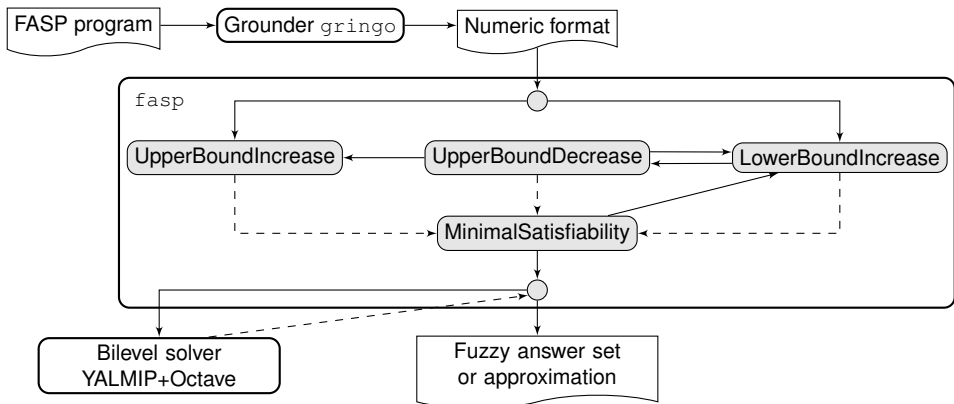 FASP program
Grounder gringo
Numeric format
fasp
UpperBoundIncrease
UpperBoundDecrease
LowerBoundIncrease
MinimalSatisfiability
Bilevel solver
YALMIP+Octave
Fuzzy answer set
or approximation